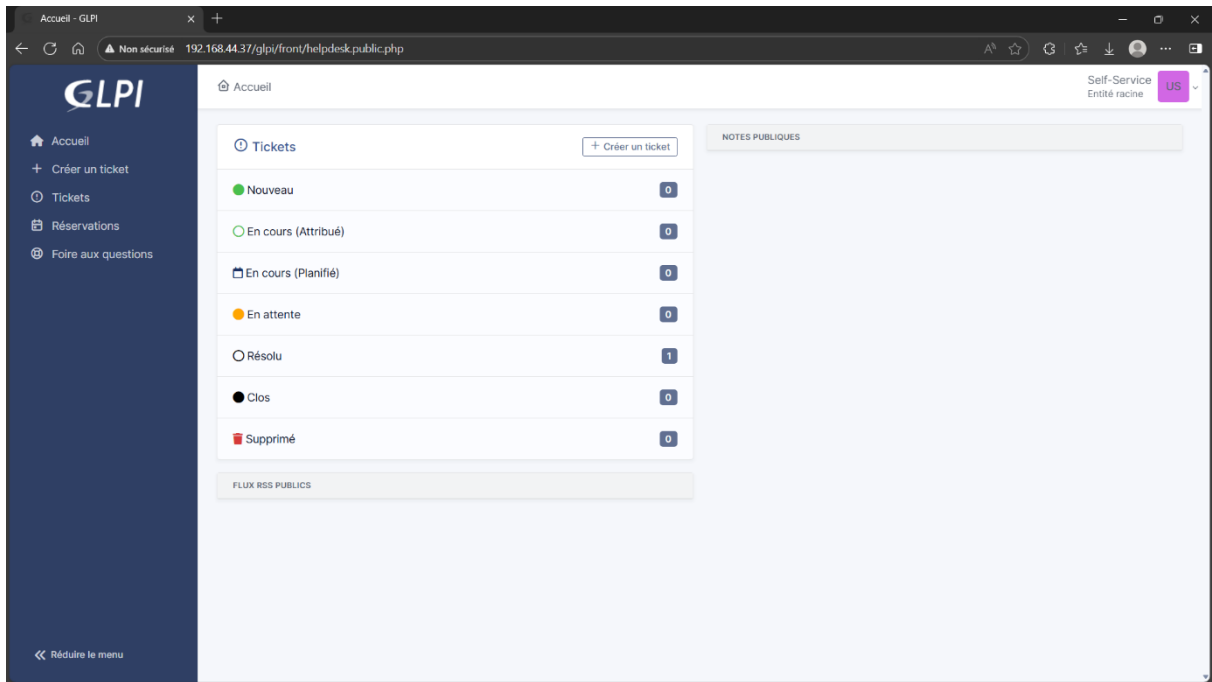 Accueil - GLPI
Non sécurisé 192.168.44.37/glpi/front/helpdesk.public.php
GLPI
Accueil
Créer un ticket
Tickets
Réservations
Foire aux questions
Réduire le menu
Accueil
Self-Service
Entité racine
US
Tickets
+ Créer un ticket
Nouveau 0
En cours (Attribué) 0
En cours (Planifié) 0
En attente 0
Résolu 1
Clos 0
Supprimé 0
FLUX RSS PUBLICS
NOTES PUBLIQUES